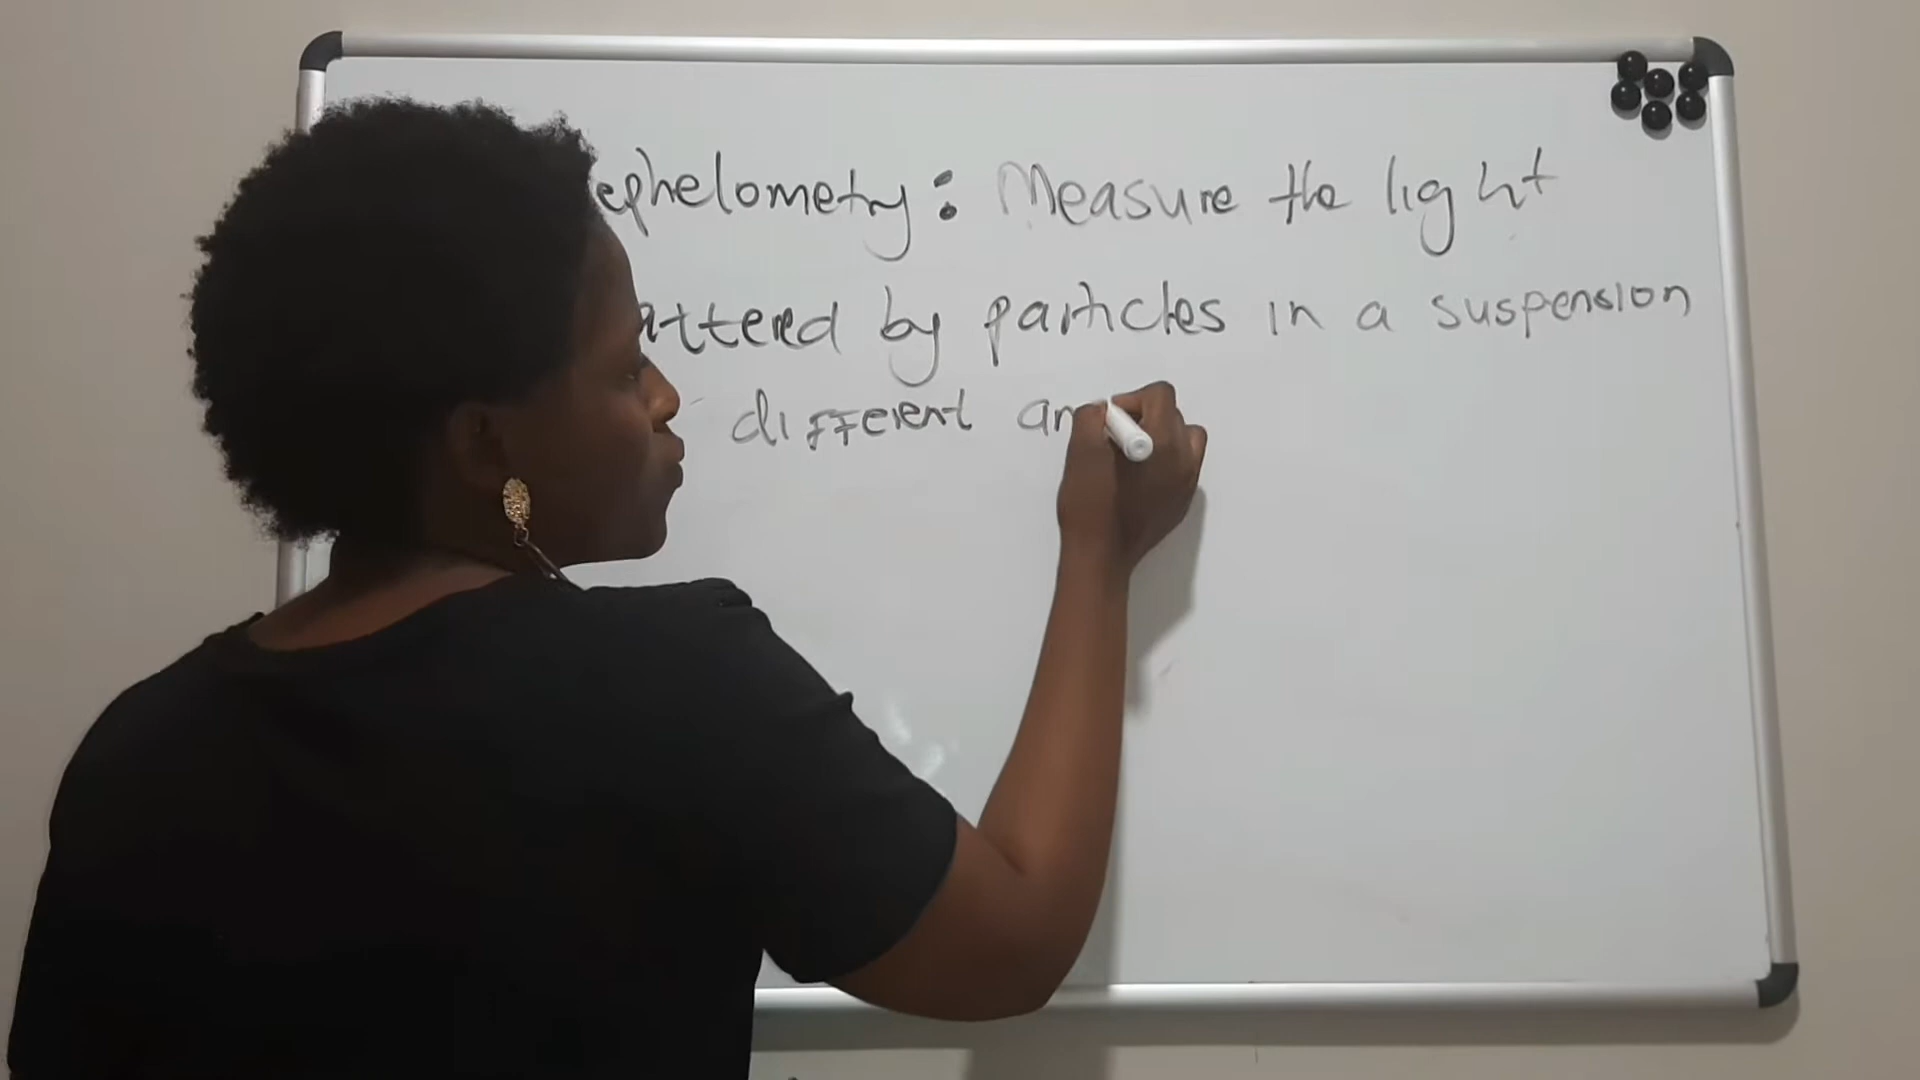 ephelometry: Measure the light
attered by particles in a suspension
different an